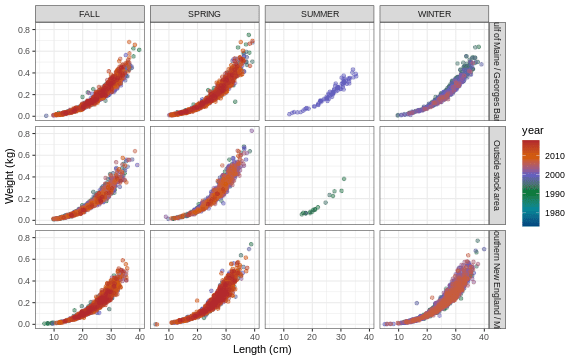 FALL SPRING SUMMER WINTER
0.8
0.6
0.4
0.2
0.0
ulf of Maine / Georges Ba
0.8
0.6
0.4
0.2
0.0
Outside stock area
0.8
0.6
0.4
0.2
0.0
outhern New England / M
10 20 30 40 10 20 30 40 10 20 30 40 10 20 30 40
Length (cm)
Weight (kg)
year
2010
2000
1990
1980